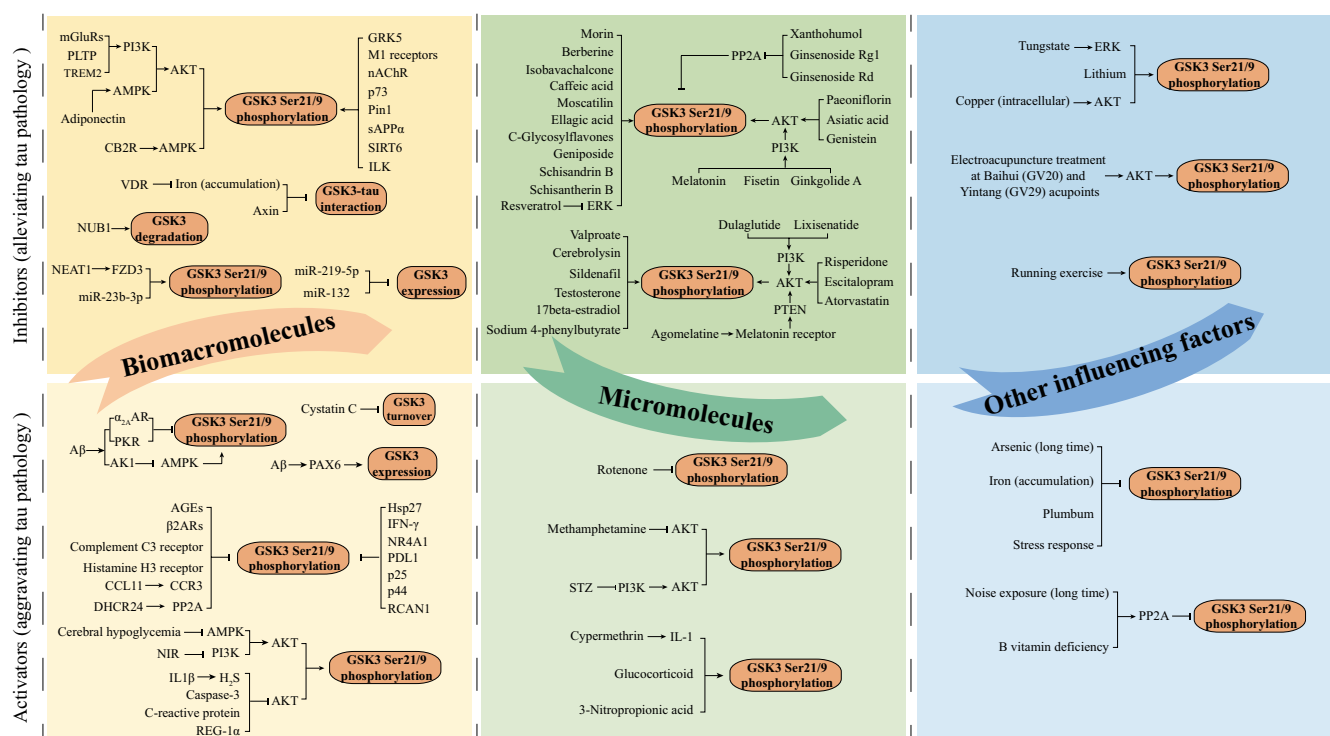 Inhibitors (alleviating tau pathology )
mGluRs
PLTP
TREM2
PI3K
AKT
AMPK
Adiponectin
CB2R
AMPK
GSK3 Ser21/9
phosphorylation
GRK5
M1 receptors
nAChR
p73
Pin1
sAPPα
SIRT6
ILK
VDR
Iron (accumulation)
Axin
GSK3-tau
interaction
NUB1
GSK3
degradation
NEAT1
FZD3
miR-23b-3p
GSK3 Ser21/9
phosphorylation
miR-219-5p
miR-132
GSK3
expression
Biomacromolecules
Morin
Berberine
Isobavachalcone
Caffeic acid
Moscatilin
Ellagic acid
C-Glycosylflavones
Geniposide
Schisandrin B
Schisantherin B
Resveratrol
ERK
GSK3 Ser21/9
phosphorylation
PP2A
Xanthohumol
Ginsenoside Rg1
Ginsenoside Rd
AKT
Paeoniflorin
Asiatic acid
Genistein
PI3K
Melatonin
Fisetin
Ginkgolide A
Valproate
Cerebrolysin
Sildenafil
Testosterone
17beta-estradiol
Sodium 4-phenylbutyrate
GSK3 Ser21/9
phosphorylation
Dulaglutide
Lixisenatide
PI3K
AKT
PTEN
Risperidone
Escitalopram
Atorvastatin
Agomelatine
Melatonin receptor
Micromolecules
Tungstate
ERK
Lithium
Copper (intracellular)
AKT
GSK3 Ser21/9
phosphorylation
Electroacupuncture treatment
at Baihui (GV20) and
Yintang (GV29) acupoints
AKT
GSK3 Ser21/9
phosphorylation
Running exercise
GSK3 Ser21/9
phosphorylation
Other influencing factors
Activators (aggravating tau pathology )
Aβ
α2AAR
PKR
AK1
AMPK
GSK3 Ser21/9
phosphorylation
Cystatin C
GSK3
turnover
Aβ
PAX6
GSK3
expression
AGEs
β2ARs
Complement C3 receptor
Histamine H3 receptor
CCL11
CCR3
DHCR24
PP2A
GSK3 Ser21/9
phosphorylation
Hsp27
IFN-γ
NR4A1
PDL1
p25
p44
RCAN1
Cerebral hypoglycemia
AMPK
NIR
PI3K
AKT
IL1β
H2S
Caspase-3
C-reactive protein
REG-1α
AKT
GSK3 Ser21/9
phosphorylation
Rotenone
GSK3 Ser21/9
phosphorylation
Methamphetamine
AKT
STZ
PI3K
AKT
GSK3 Ser21/9
phosphorylation
Cypermethrin
IL-1
Glucocorticoid
3-Nitropropionic acid
GSK3 Ser21/9
phosphorylation
Arsenic (long time)
Iron (accumulation)
Plumbum
Stress response
GSK3 Ser21/9
phosphorylation
Noise exposure (long time)
B vitamin deficiency
PP2A
GSK3 Ser21/9
phosphorylation